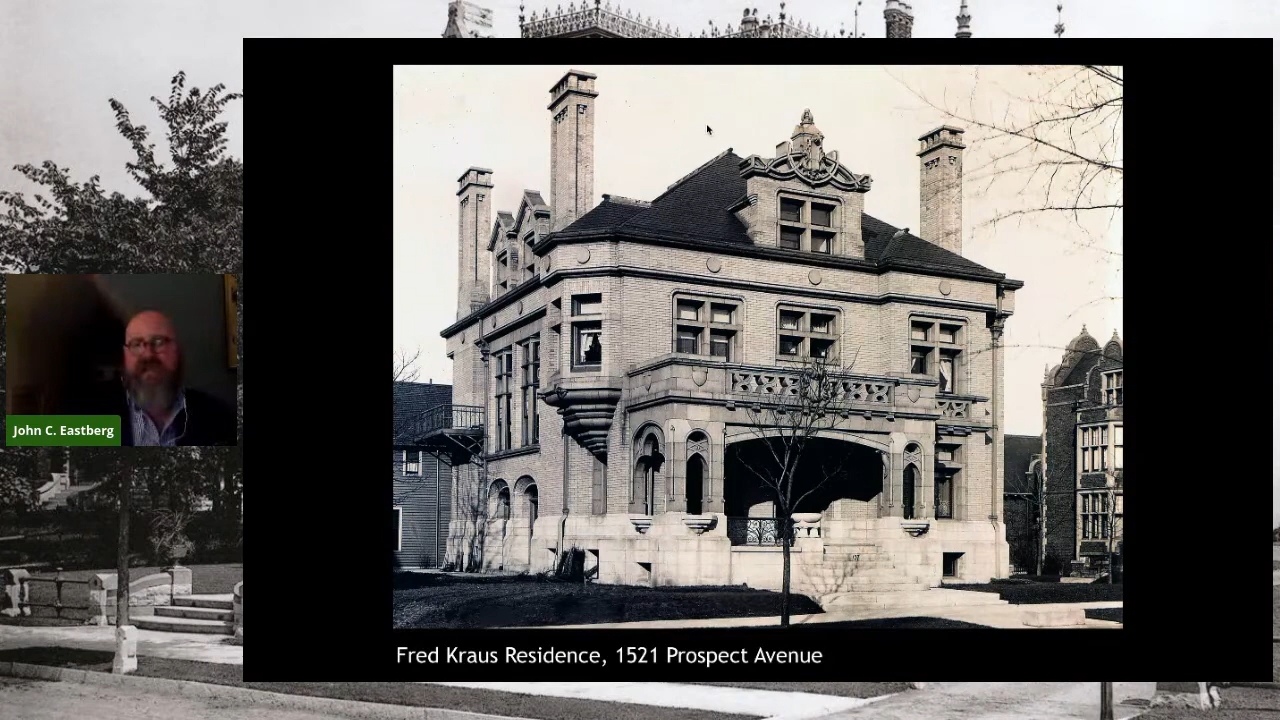 John C. Eastberg
Fred Kraus Residence, 1521 Prospect Avenue